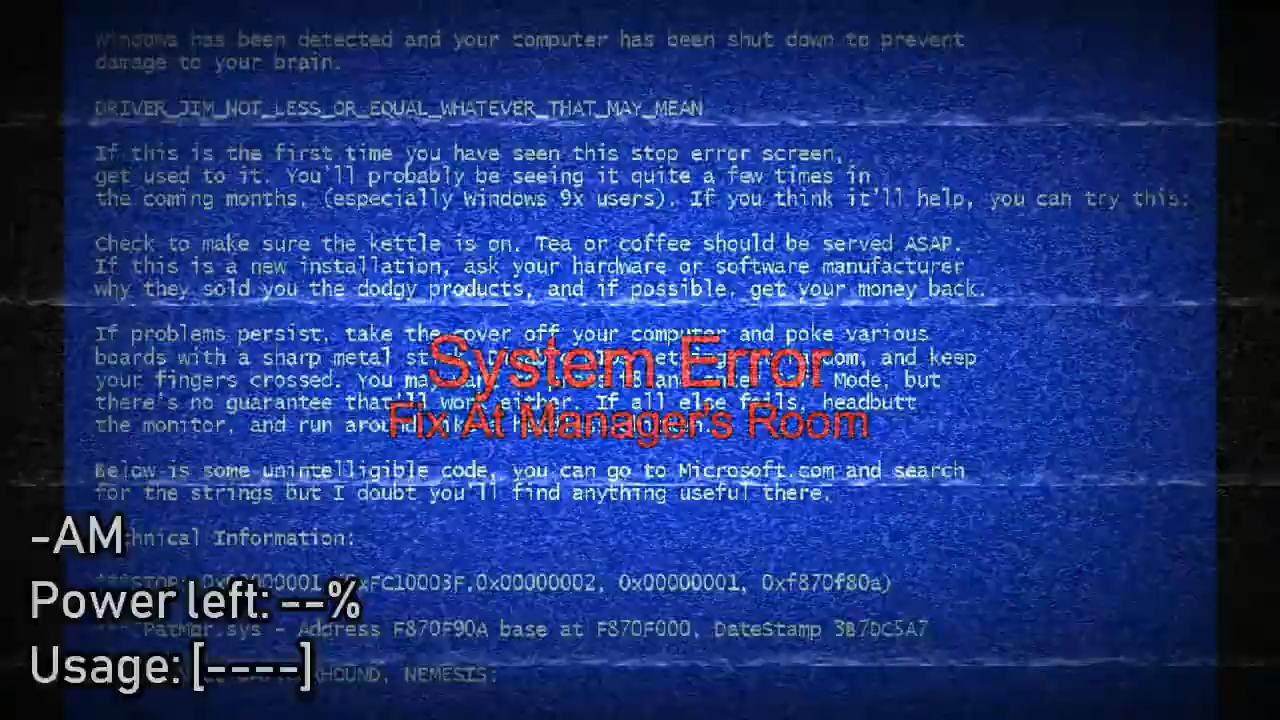 Windows has been detected and your computer has been shut down to prevent
damage to your brain.
DRIVER_JIM_NOT_LESS_OR_EQUAL_WHATEVER_THAT_MAY_MEAN
If this is the first time you have seen this stop error screen,
get used to it. You'll probably be seeing it quite a few times in
the coming months, (especially Windows 9x users). If you think it'll help, you can try this:
Check to make sure the kettle is on. Tea or coffee should be served ASAP.
If this is a new installation, ask your hardware or software manufacturer
why they sold you the dodgy products, and if possible, get your money back.
If problems persist, take the cover off your computer and poke various
boards with a sharp metal and keep
System Error
your fingers crossed. You may Mode, but
there's no guarantee that'll work either. If all else fails, headbutt
Fix At Manager's Room
the monitor, and run around
Below is some unintelligible code, you can go to Microsoft.com and search
for the strings but I doubt you'll find anything useful there.
-AM
hnical Information:
0x00000002, 0x00000001, 0xf870f80a)
Power left: --%
PatMgr.sys - Address F870F90A base at F870F000, DateStamp 3B7DC5A7
Usage: [----]
HOUND, NEMESIS: